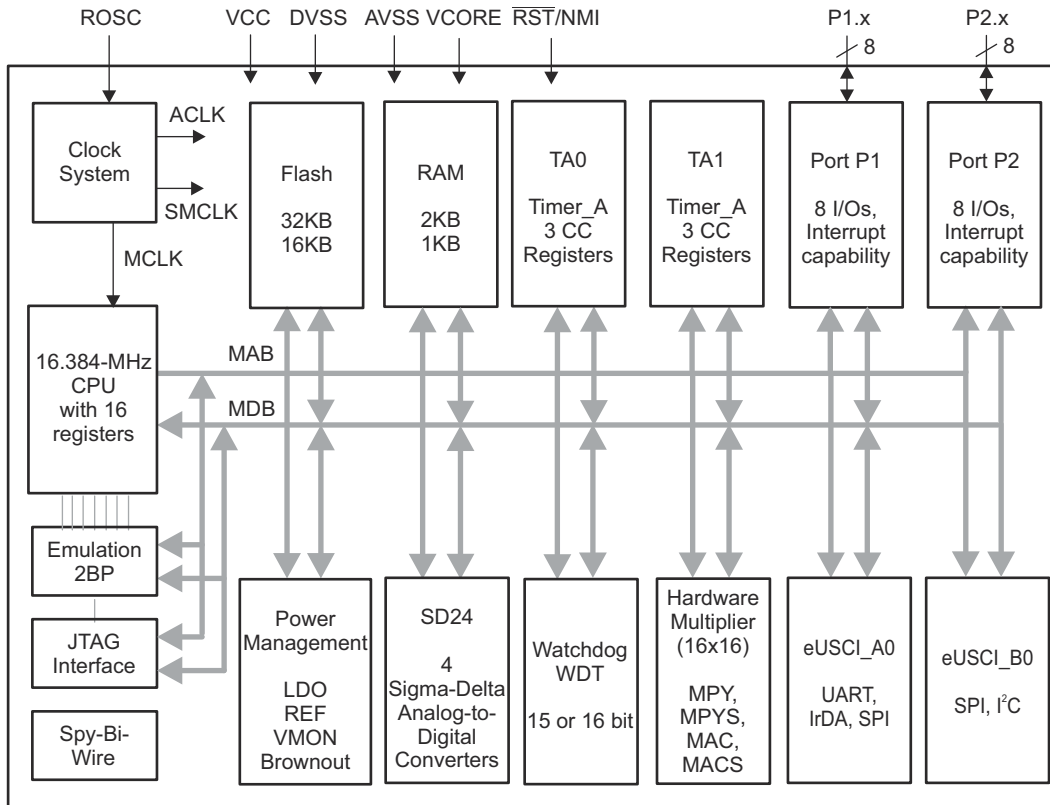 ROSC
VCC
DVSS
AVSS
VCORE
RST/NMI
P1.x
P2.x
8
8
Clock
System
ACLK
SMCLK
MCLK
Flash
32KB
16KB
RAM
2KB
1KB
TA0
Timer_A
3 CC
Registers
TA1
Timer_A
3 CC
Registers
Port P1
8 I/Os,
Interrupt
capability
Port P2
8 I/Os,
Interrupt
capability
16.384-MHz
CPU
with 16
registers
MAB
MDB
Emulation
2BP
JTAG
Interface
Spy-Bi-
Wire
Power
Management
LDO
REF
VMON
Brownout
SD24
4
Sigma-Delta
Analog-to-
Digital
Converters
Watchdog
WDT
15 or 16 bit
Hardware
Multiplier
(16x16)
MPY,
MPYS,
MAC,
MACS
eUSCI_A0
UART,
IrDA, SPI
eUSCI_B0
SPI, I²C